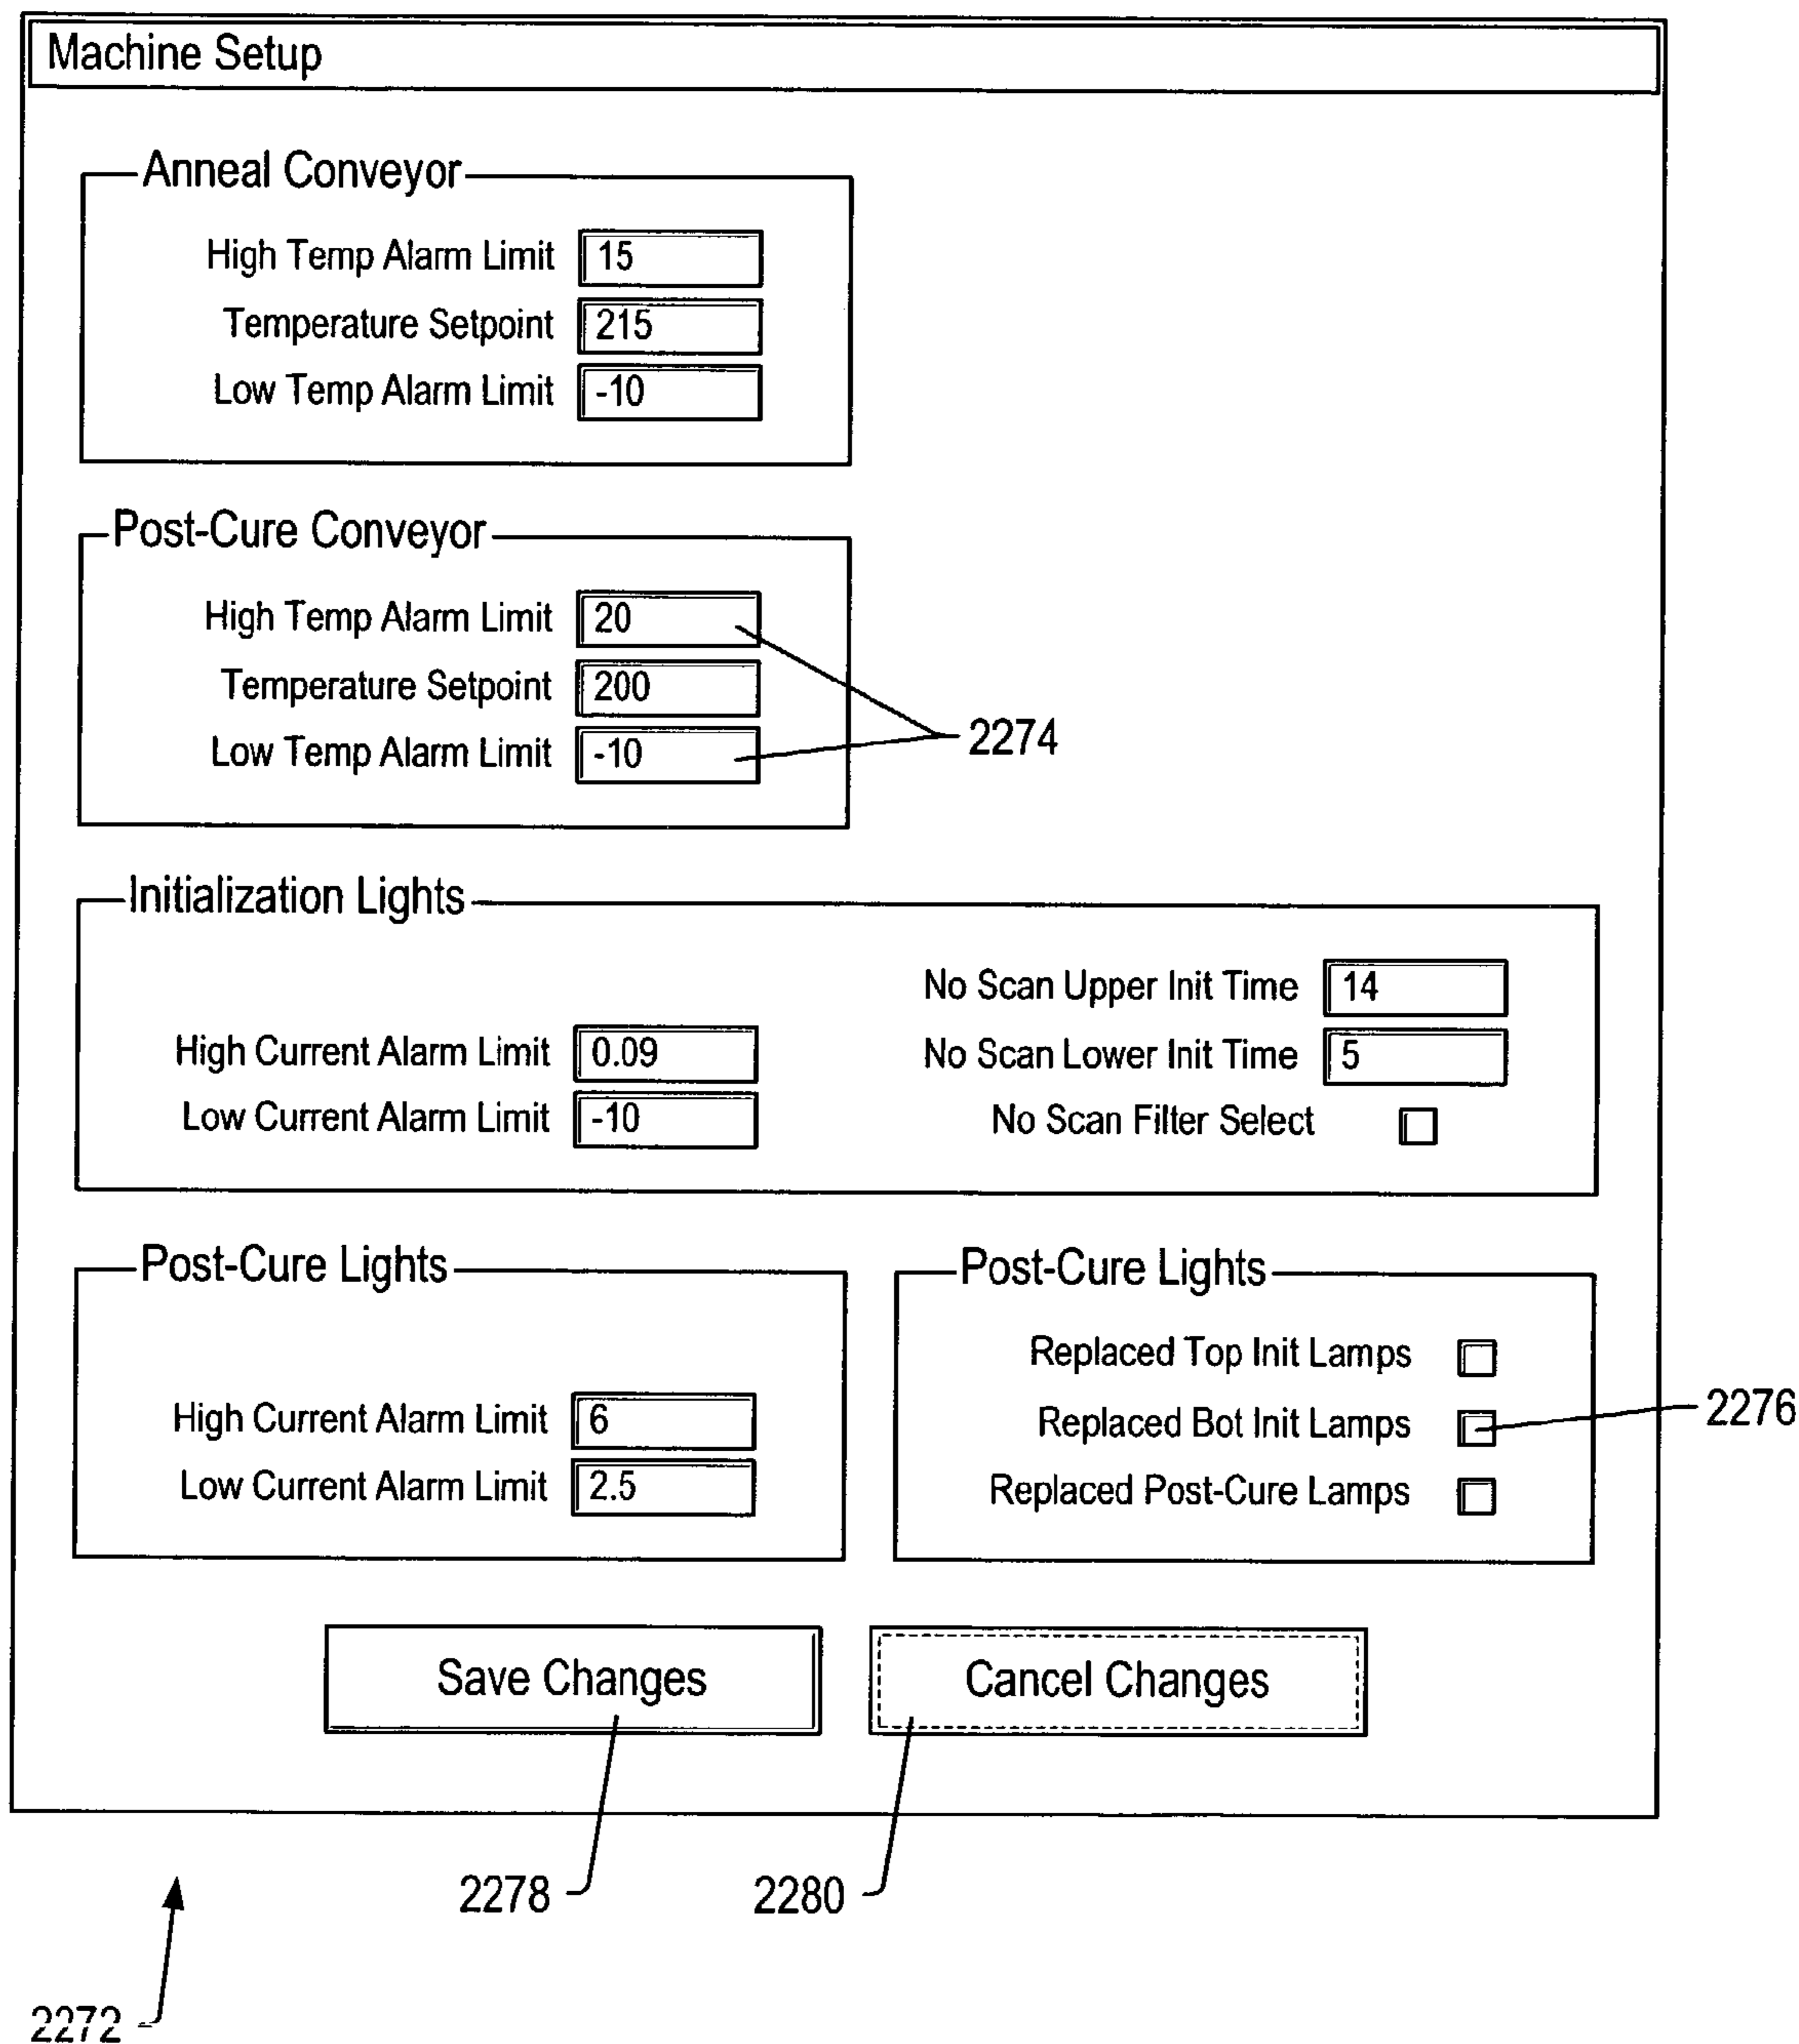 Machine Setup
Anneal Conveyor
High Temp Alarm Limit 15
Temperature Setpoint 215
Low Temp Alarm Limit -10
Post-Cure Conveyor
High Temp Alarm Limit 20
Temperature Setpoint 200
Low Temp Alarm Limit -10
2274
Initialization Lights
High Current Alarm Limit 0.09
Low Current Alarm Limit -10
No Scan Upper Init Time 14
No Scan Lower Init Time 5
No Scan Filter Select
Post-Cure Lights
High Current Alarm Limit 6
Low Current Alarm Limit 2.5
Post-Cure Lights
Replaced Top Init Lamps
Replaced Bot Init Lamps
2276
Replaced Post-Cure Lamps
Save Changes
Cancel Changes
2278
2280
2272